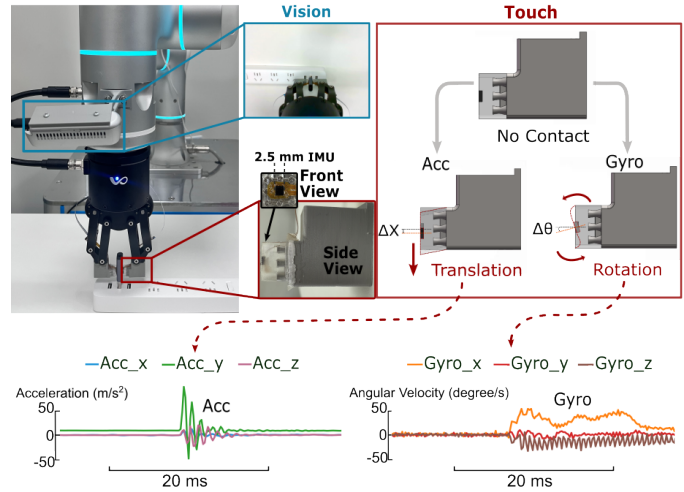 Vision
Touch
No Contact
Acc
Gyro
2.5 mm IMU
Front
View
Side
View
ΔX
Δθ
Translation
Rotation
Acc_x
Acc_y
Acc_z
Gyro_x
Gyro_y
Gyro_z
Acceleration (m/s²)
Acc
50
0
-50
20 ms
Angular Velocity (degree/s)
Gyro
50
0
-50
20 ms